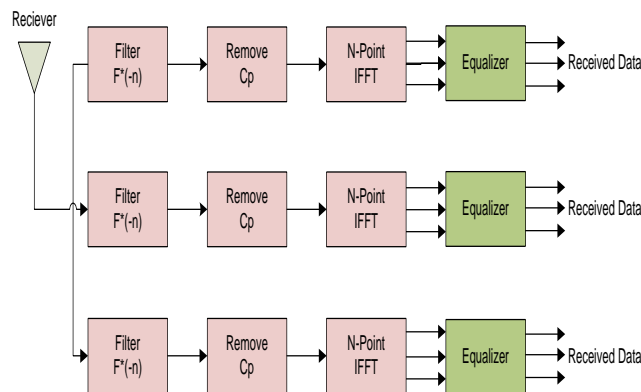 Reciever
Filter
F*(-n)
Remove
Cp
N-Point
IFFT
Equalizer
Received Data
Filter
F*(-n)
Remove
Cp
N-Point
IFFT
Equalizer
Received Data
Filter
F*(-n)
Remove
Cp
N-Point
IFFT
Equalizer
Received Data